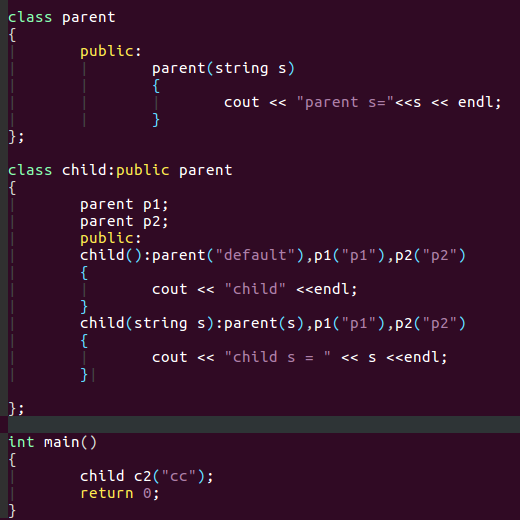 class parent
{
        public:
                parent(string s)
                {
                        cout << "parent s="<<s << endl;
                }
};

class child:public parent
{
        parent p1;
        parent p2;
        public:
        child():parent("default"),p1("p1"),p2("p2")
        {
                cout << "child" <<endl;
        }
        child(string s):parent(s),p1("p1"),p2("p2")
        {
                cout << "child s = " << s <<endl;
        }

};

int main()
{
        child c2("cc");
        return 0;
}